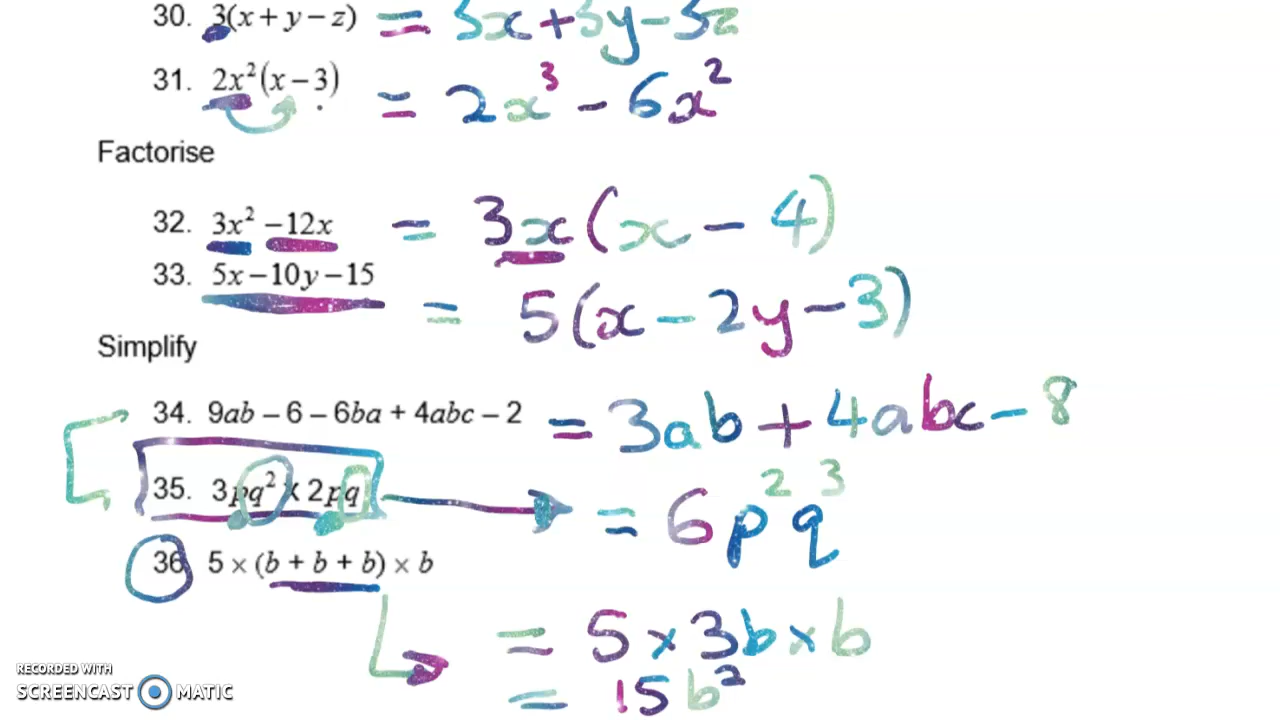 30. 3(x + y − z) = 3x + 3y − 3z
31. 2x²(x − 3) = 2x³ − 6x²
Factorise
32. 3x² − 12x = 3x(x − 4)
33. 5x − 10y − 15 = 5(x − 2y − 3)
Simplify
34. 9ab − 6 − 6ba + 4abc − 2 = 3ab + 4abc − 8
35. 3pq² × 2pq = 6p²q³
36 5 × (b + b + b) × b
= 5 × 3b × b
= 15b²
RECORDED WITH
SCREENCAST MATIC